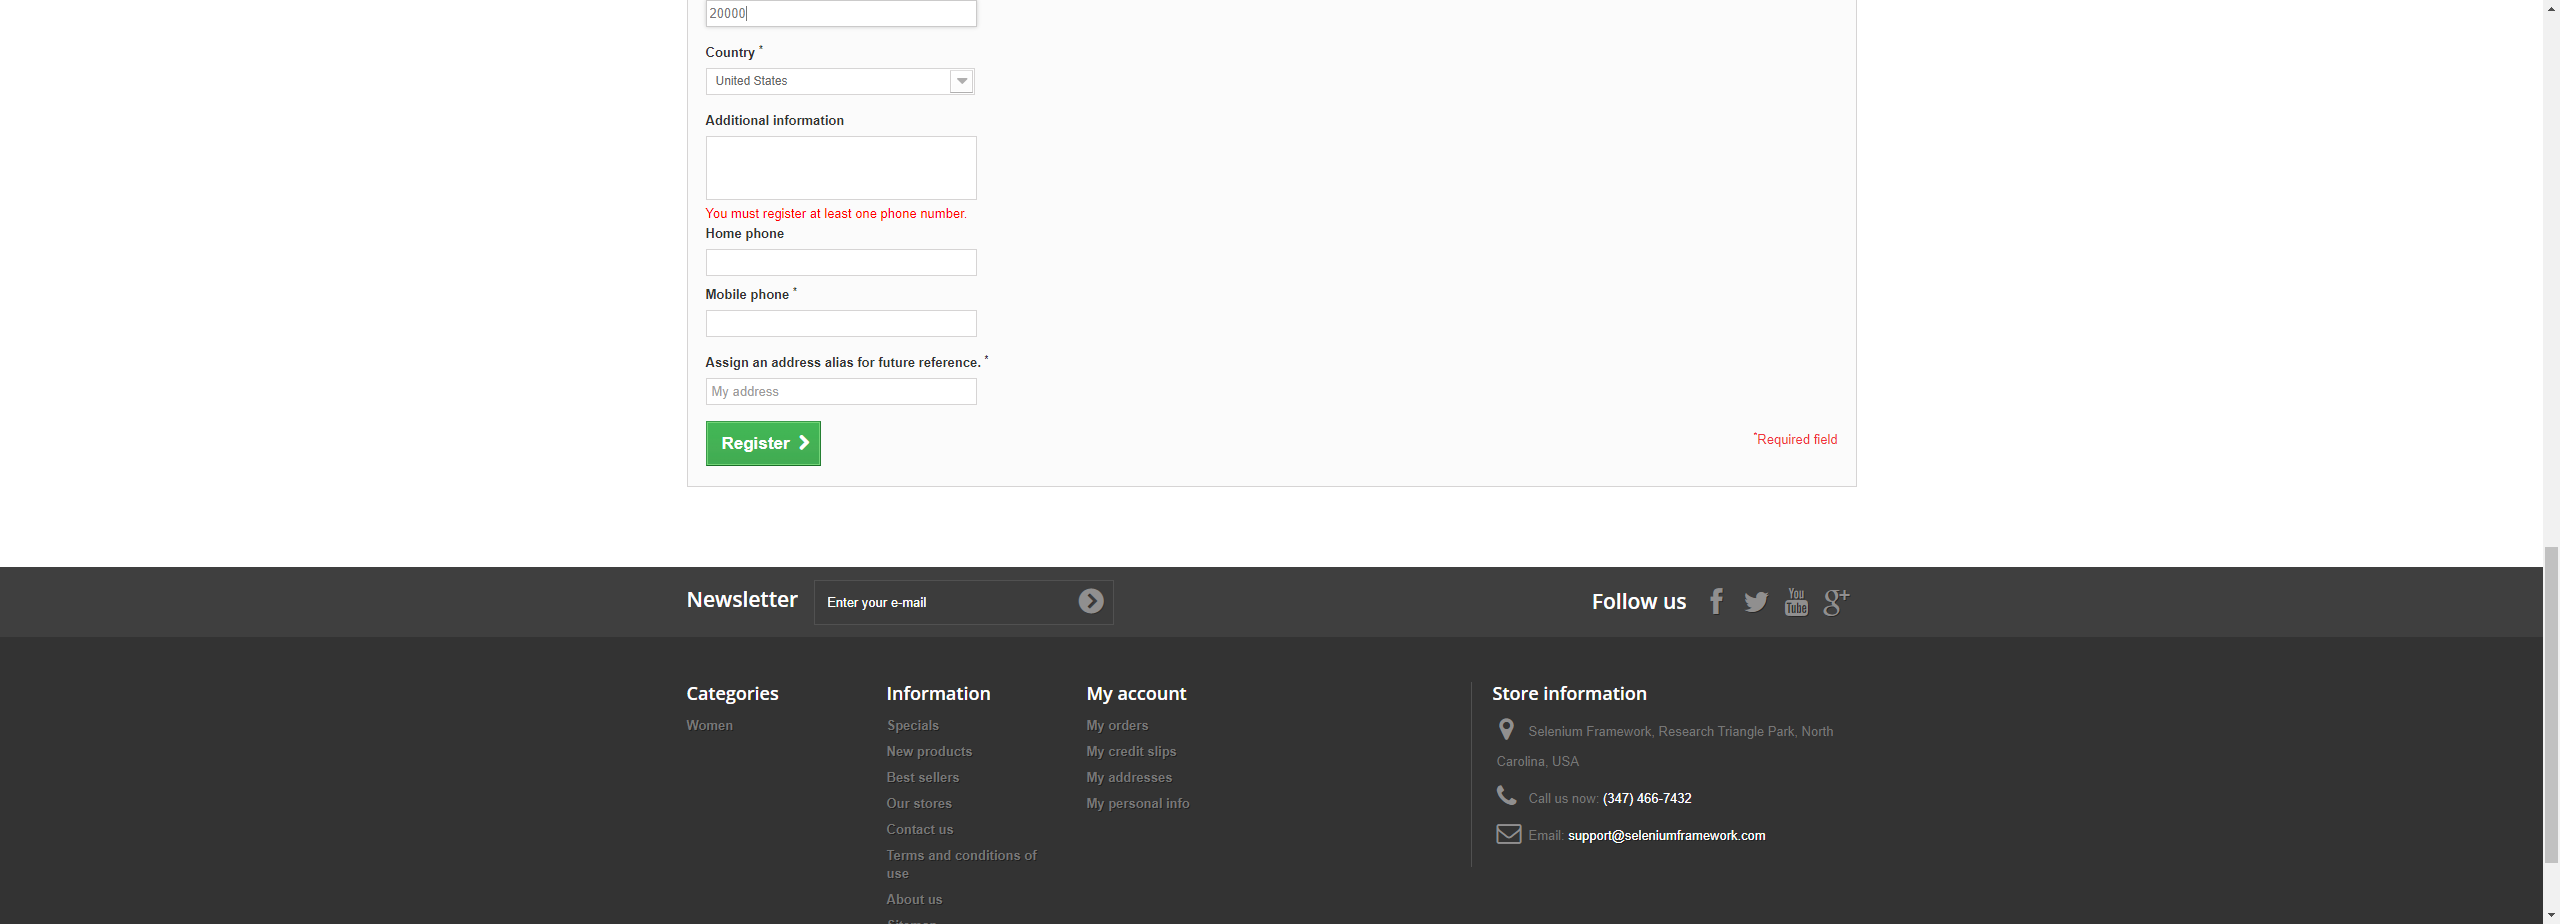 20000
Country *
United States
Additional information
You must register at least one phone number.
Home phone
Mobile phone *
Assign an address alias for future reference. *
My address
Register
*Required field
Newsletter
Enter your e-mail
Follow us
You
Tube
g+
Categories
Women
Information
Specials
New products
Best sellers
Our stores
Contact us
Terms and conditions of
use
About us
Sitemap
My account
My orders
My credit slips
My addresses
My personal info
Store information
Selenium Framework, Research Triangle Park, North
Carolina, USA
Call us now: (347) 466-7432
Email: support@seleniumframework.com